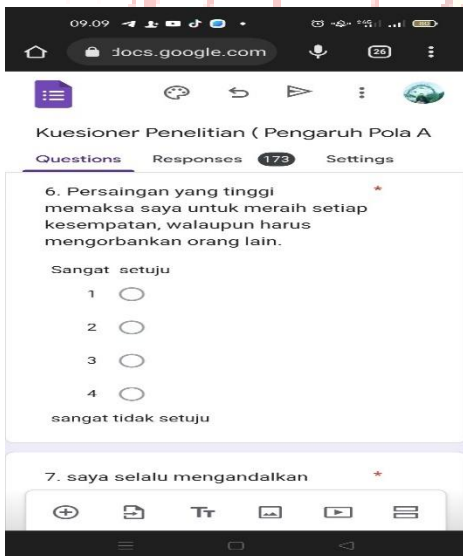 09.09
docs.google.com
26
Kuesioner Penelitian ( Pengaruh Pola A
Questions Responses 173 Settings
6. Persaingan yang tinggi *
memaksa saya untuk meraih setiap
kesempatan, walaupun harus
mengorbankan orang lain.
Sangat setuju
1
2
3
4
sangat tidak setuju
7. saya selalu mengandalkan *
Tт